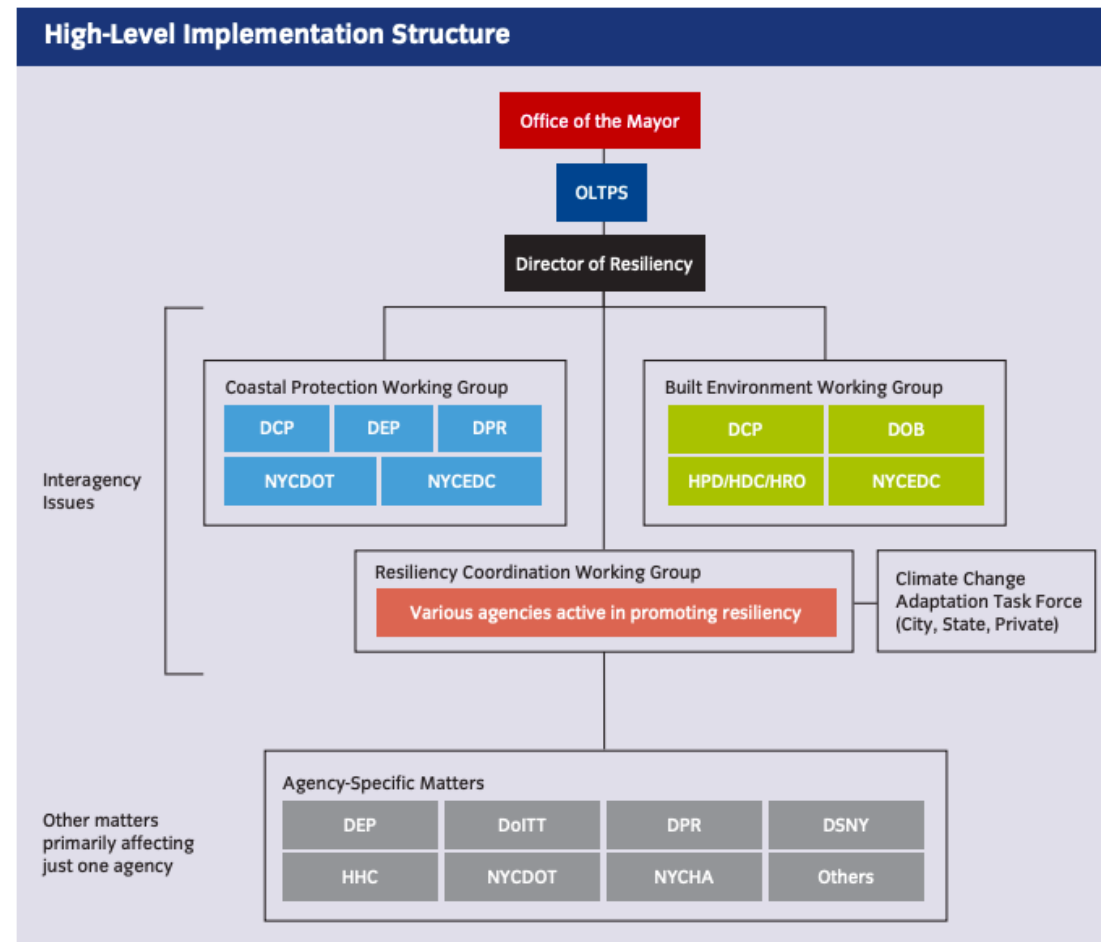 High-Level Implementation Structure
Office of the Mayor
OLTPS
Director of Resiliency
Interagency
Issues
Coastal Protection Working Group
DCP
DEP
DPR
NYCDOT
NYCEDC
Built Environment Working Group
DCP
DOB
HPD/HDC/HRO
NYCEDC
Resiliency Coordination Working Group
Various agencies active in promoting resiliency
Climate Change
Adaptation Task Force
(City, State, Private)
Other matters
primarily affecting
just one agency
Agency-Specific Matters
DEP
DoITT
DPR
DSNY
HHC
NYCDOT
NYCHA
Others